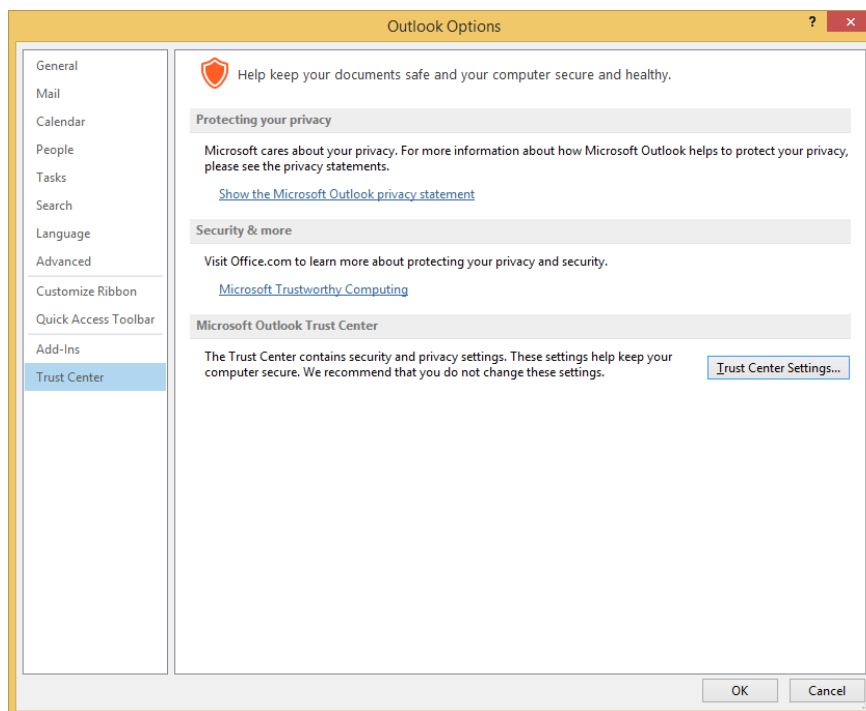 Outlook Options
?
×
General
Mail
Calendar
People
Tasks
Search
Language
Advanced
Customize Ribbon
Quick Access Toolbar
Add-Ins
Trust Center
Help keep your documents safe and your computer secure and healthy.
Protecting your privacy
Microsoft cares about your privacy. For more information about how Microsoft Outlook helps to protect your privacy,
please see the privacy statements.
Show the Microsoft Outlook privacy statement
Security & more
Visit Office.com to learn more about protecting your privacy and security.
Microsoft Trustworthy Computing
Microsoft Outlook Trust Center
The Trust Center contains security and privacy settings. These settings help keep your
computer secure. We recommend that you do not change these settings.
Trust Center Settings...
OK
Cancel